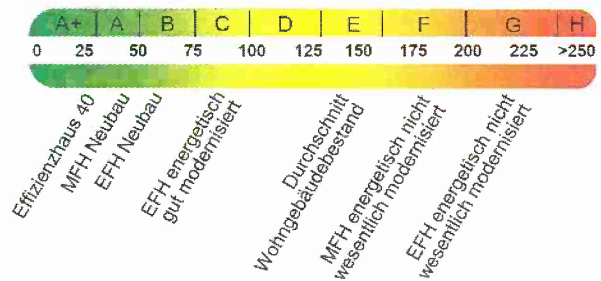 A+ A B C D E F G H
0 25 50 75 100 125 150 175 200 225 >250
Effizienzhaus 40
MFH Neubau
EFH Neubau
EFH energetisch
gut modernisiert
Durchschnitt
Wohngebäudebestand
MFH energetisch nicht
wesentlich modernisiert
EFH energetisch nicht
wesentlich modernisiert